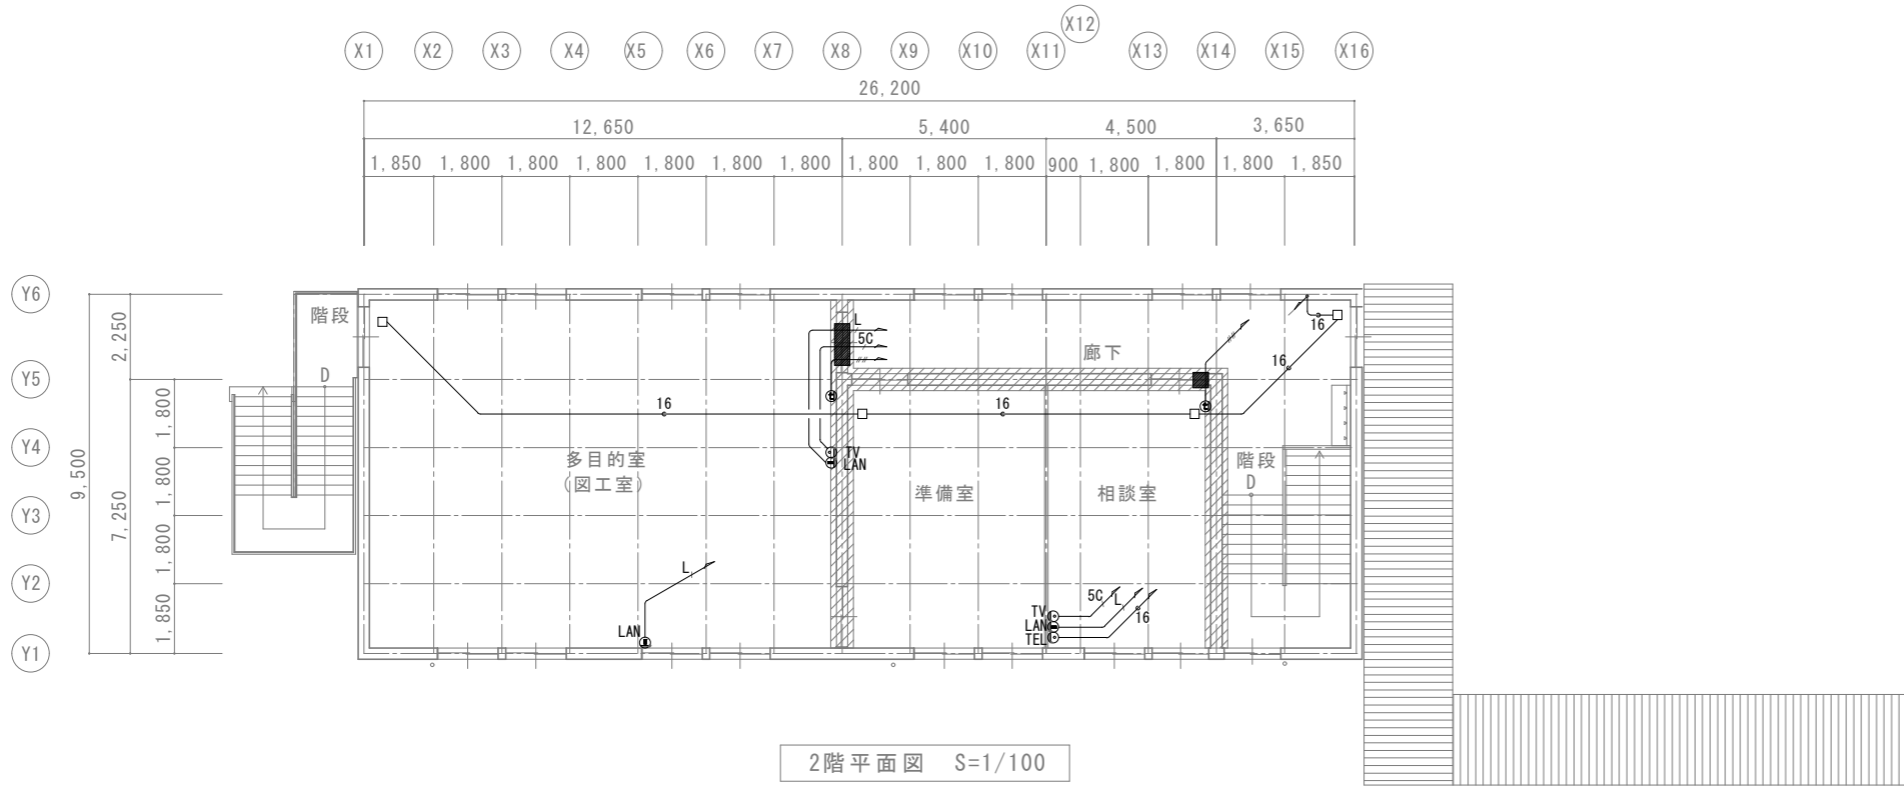 X12
X1 X2 X3 X4 X5 X6 X7 X8 X9 X10 X11 X13 X14 X15 X16
26,200
12,650 5,400 4,500 3,650
1,850 1,800 1,800 1,800 1,800 1,800 1,800 1,800 1,800 1,800 900 1,800 1,800 1,800 1,850
Y6
Y5
Y4
Y3
Y2
Y1
9,500
2,250
7,250
1,800
1,800
1,800
1,850
階段
D
L
5C
廊下
16
16
16
16
TV
LAN
多目的室
(図工室)
準備室
相談室
階段
D
L
LAN
5C
L
16
TV
LAN
TEL
2階平面図 S=1/100